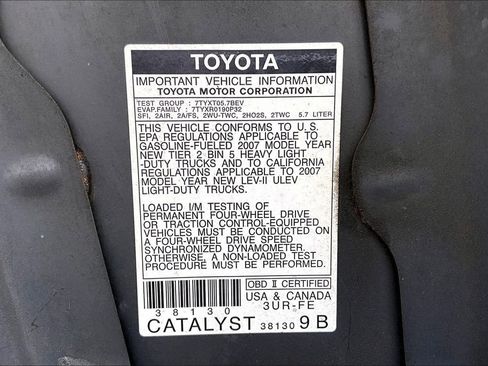 TOYOTA
IMPORTANT VEHICLE INFORMATION
TOYOTA MOTOR CORPORATION
TEST GROUP : 7TYXT05.7BEV
EVAP.FAMILY : 7TYXR0190P32
SFI, 2AIR, 2A/FS, 2WU-TWC, 2HO2S, 2TWC 5.7 LITER
THIS VEHICLE CONFORMS TO U.S.
EPA REGULATIONS APPLICABLE TO
GASOLINE-FUELED 2007 MODEL YEAR
NEW TIER 2 BIN 5 HEAVY LIGHT
-DUTY TRUCKS AND TO CALIFORNIA
REGULATIONS APPLICABLE TO 2007
MODEL YEAR NEW LEV-II ULEV
LIGHT-DUTY TRUCKS.
LOADED I/M TESTING OF
PERMANENT FOUR-WHEEL DRIVE
OR TRACTION CONTROL-EQUIPPED
VEHICLES MUST BE CONDUCTED ON
A FOUR-WHEEL DRIVE SPEED
SYNCHRONIZED DYNAMOMETER.
OTHERWISE, A NON-LOADED TEST
PROCEDURE MUST BE PERFORMED.
OBD II CERTIFIED
USA & CANADA
3UR-FE
38130
CATALYST 38130 9B